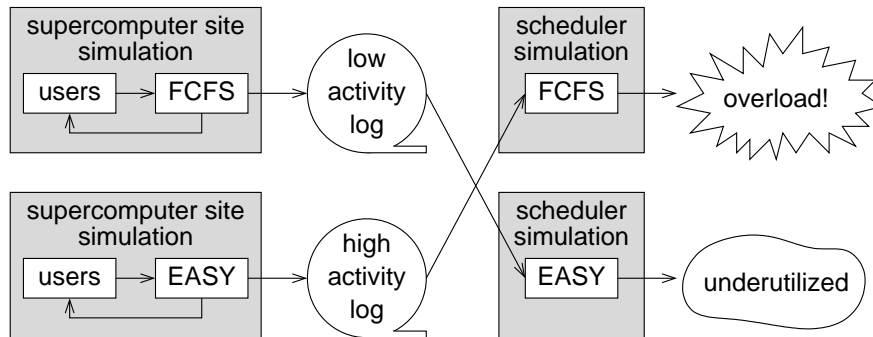 supercomputer site
simulation
users
FCFS
low
activity
log
scheduler
simulation
FCFS
overload!
supercomputer site
simulation
users
EASY
high
activity
log
scheduler
simulation
EASY
underutilized